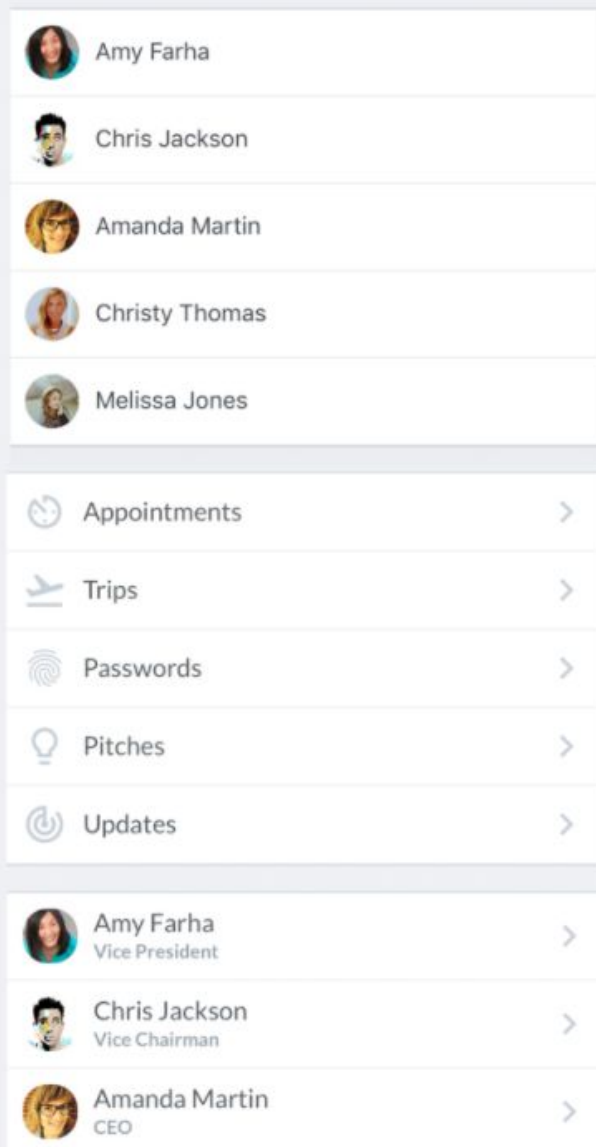 Amy Farha
Chris Jackson
Amanda Martin
Christy Thomas
Melissa Jones
Appointments
Trips
Passwords
Pitches
Updates
Amy Farha
Vice President
Chris Jackson
Vice Chairman
Amanda Martin
CEO